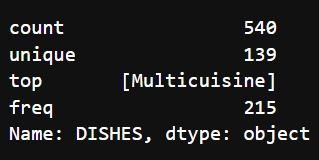 count 540
unique 139
top [Multicuisine]
freq 215
Name: DISHES, dtype: object